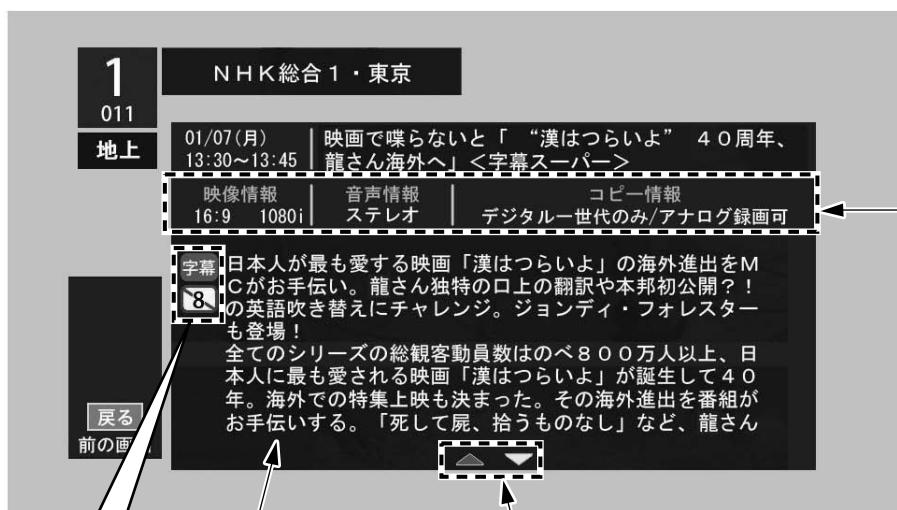 1
011
地上
NHK総合1・東京
01/07(月)
13:30~13:45
映画で喋らないと「 “漢はつらいよ” 40周年、
龍さん海外へ」<字幕スーパー>
映像情報
16:9 1080i
音声情報
ステレオ
コピー情報
デジタル一世代のみ/アナログ録画可
字幕
8
日本人が最も愛する映画「漢はつらいよ」の海外進出をM
Cがお手伝い。龍さん独特の口上の翻訳や本邦初公開?!
の英語吹き替えにチャレンジ。ジョンディ・フォレスター
も登場!
全てのシリーズの総観客動員数はのべ800万人以上、日
本人に最も愛される映画「漢はつらいよ」が誕生して40
年。海外での特集上映も決まった。その海外進出を番組が
お手伝いする。「死して屍、拾うものなし」など、龍さん
戻る
前の画